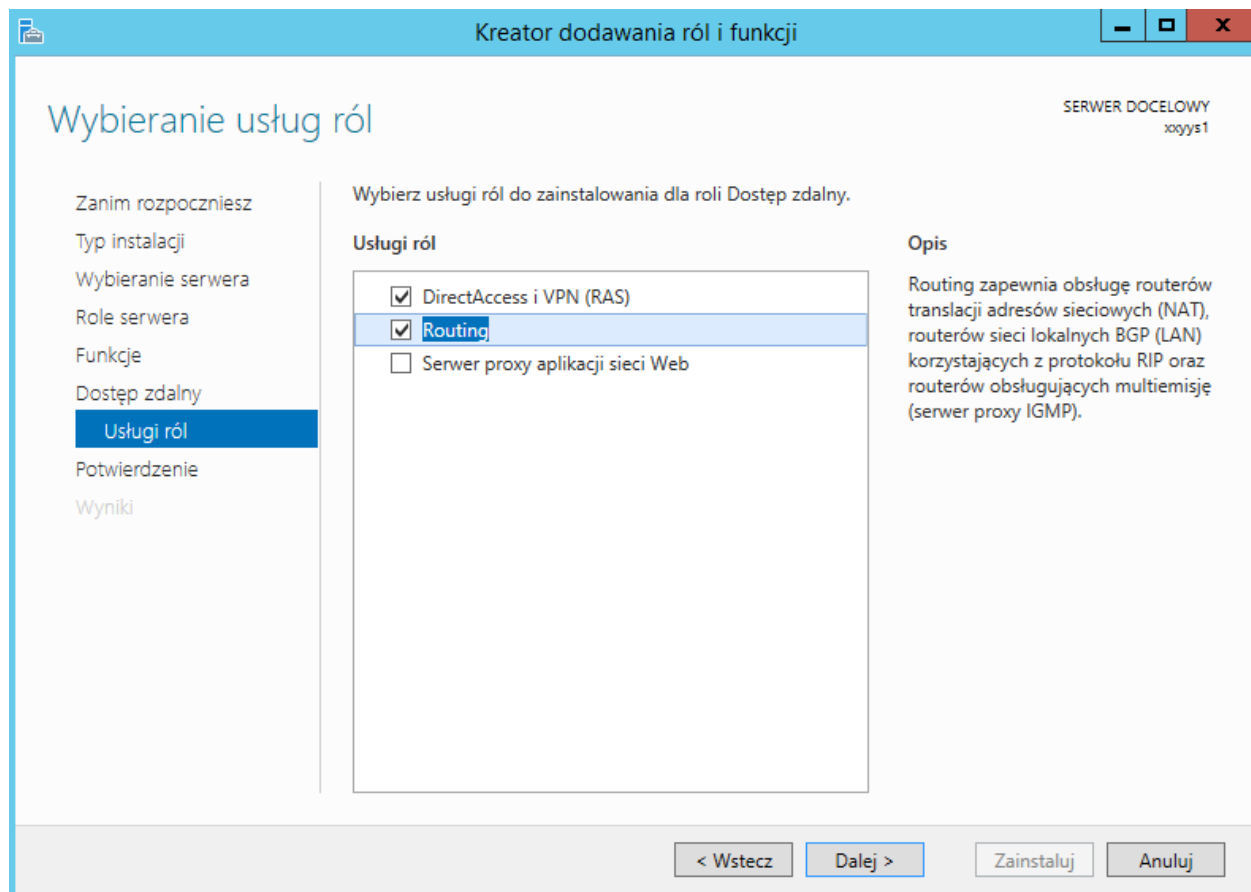 Kreator dodawania ról i funkcji
Wybieranie usług ról
SERWER DOCELOWY
xxyys1
Zanim rozpoczniesz
Typ instalacji
Wybieranie serwera
Role serwera
Funkcje
Dostęp zdalny
Usługi ról
Potwierdzenie
Wyniki
Wybierz usługi ról do zainstalowania dla roli Dostęp zdalny.
Usługi ról
DirectAccess i VPN (RAS)
Routing
Serwer proxy aplikacji sieci Web
Opis
Routing zapewnia obsługę routerów
translacji adresów sieciowych (NAT),
routerów sieci lokalnych BGP (LAN)
korzystających z protokołu RIP oraz
routerów obsługujących multiemisję
(serwer proxy IGMP).
< Wstecz
Dalej >
Zainstaluj
Anuluj